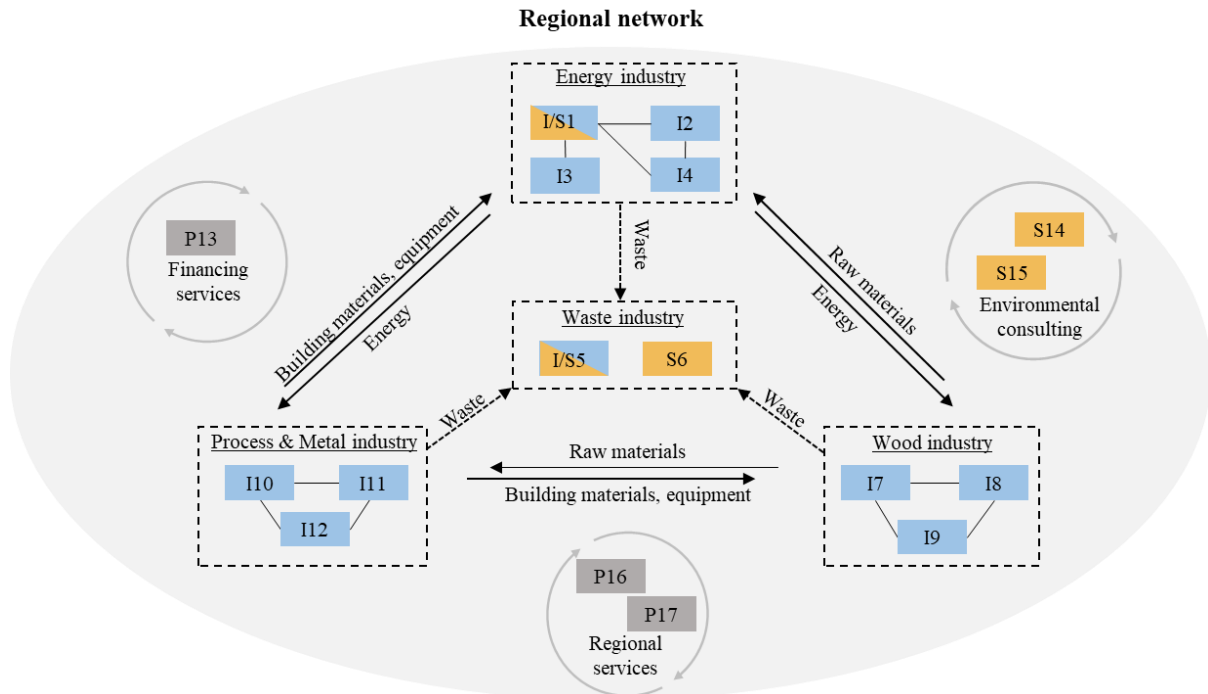 Regional network
Energy industry
I/S1
I2
I3
I4
Building materials, equipment
Energy
Waste
Raw materials
Energy
P13
Financing
services
S14
S15
Environmental
consulting
Waste industry
I/S5
S6
Waste
Waste
Process & Metal industry
I10
I11
I12
Raw materials
Building materials, equipment
Wood industry
I7
I8
I9
P16
P17
Regional
services